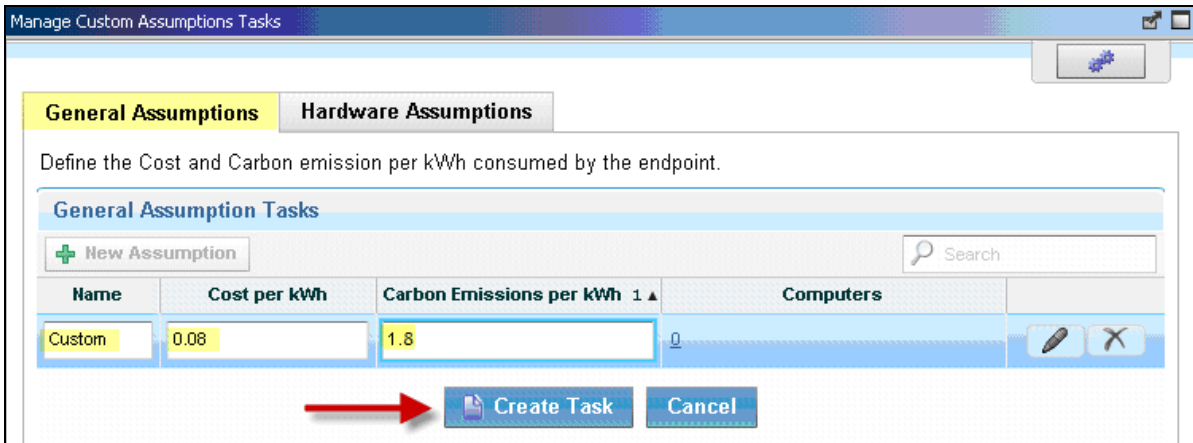 Manage Custom Assumptions Tasks
General Assumptions Hardware Assumptions
Define the Cost and Carbon emission per kWh consumed by the endpoint.
General Assumption Tasks
New Assumption Search
Name Cost per kWh Carbon Emissions per kWh 1 Computers
Custom 0.08 1.8 0
Create Task Cancel